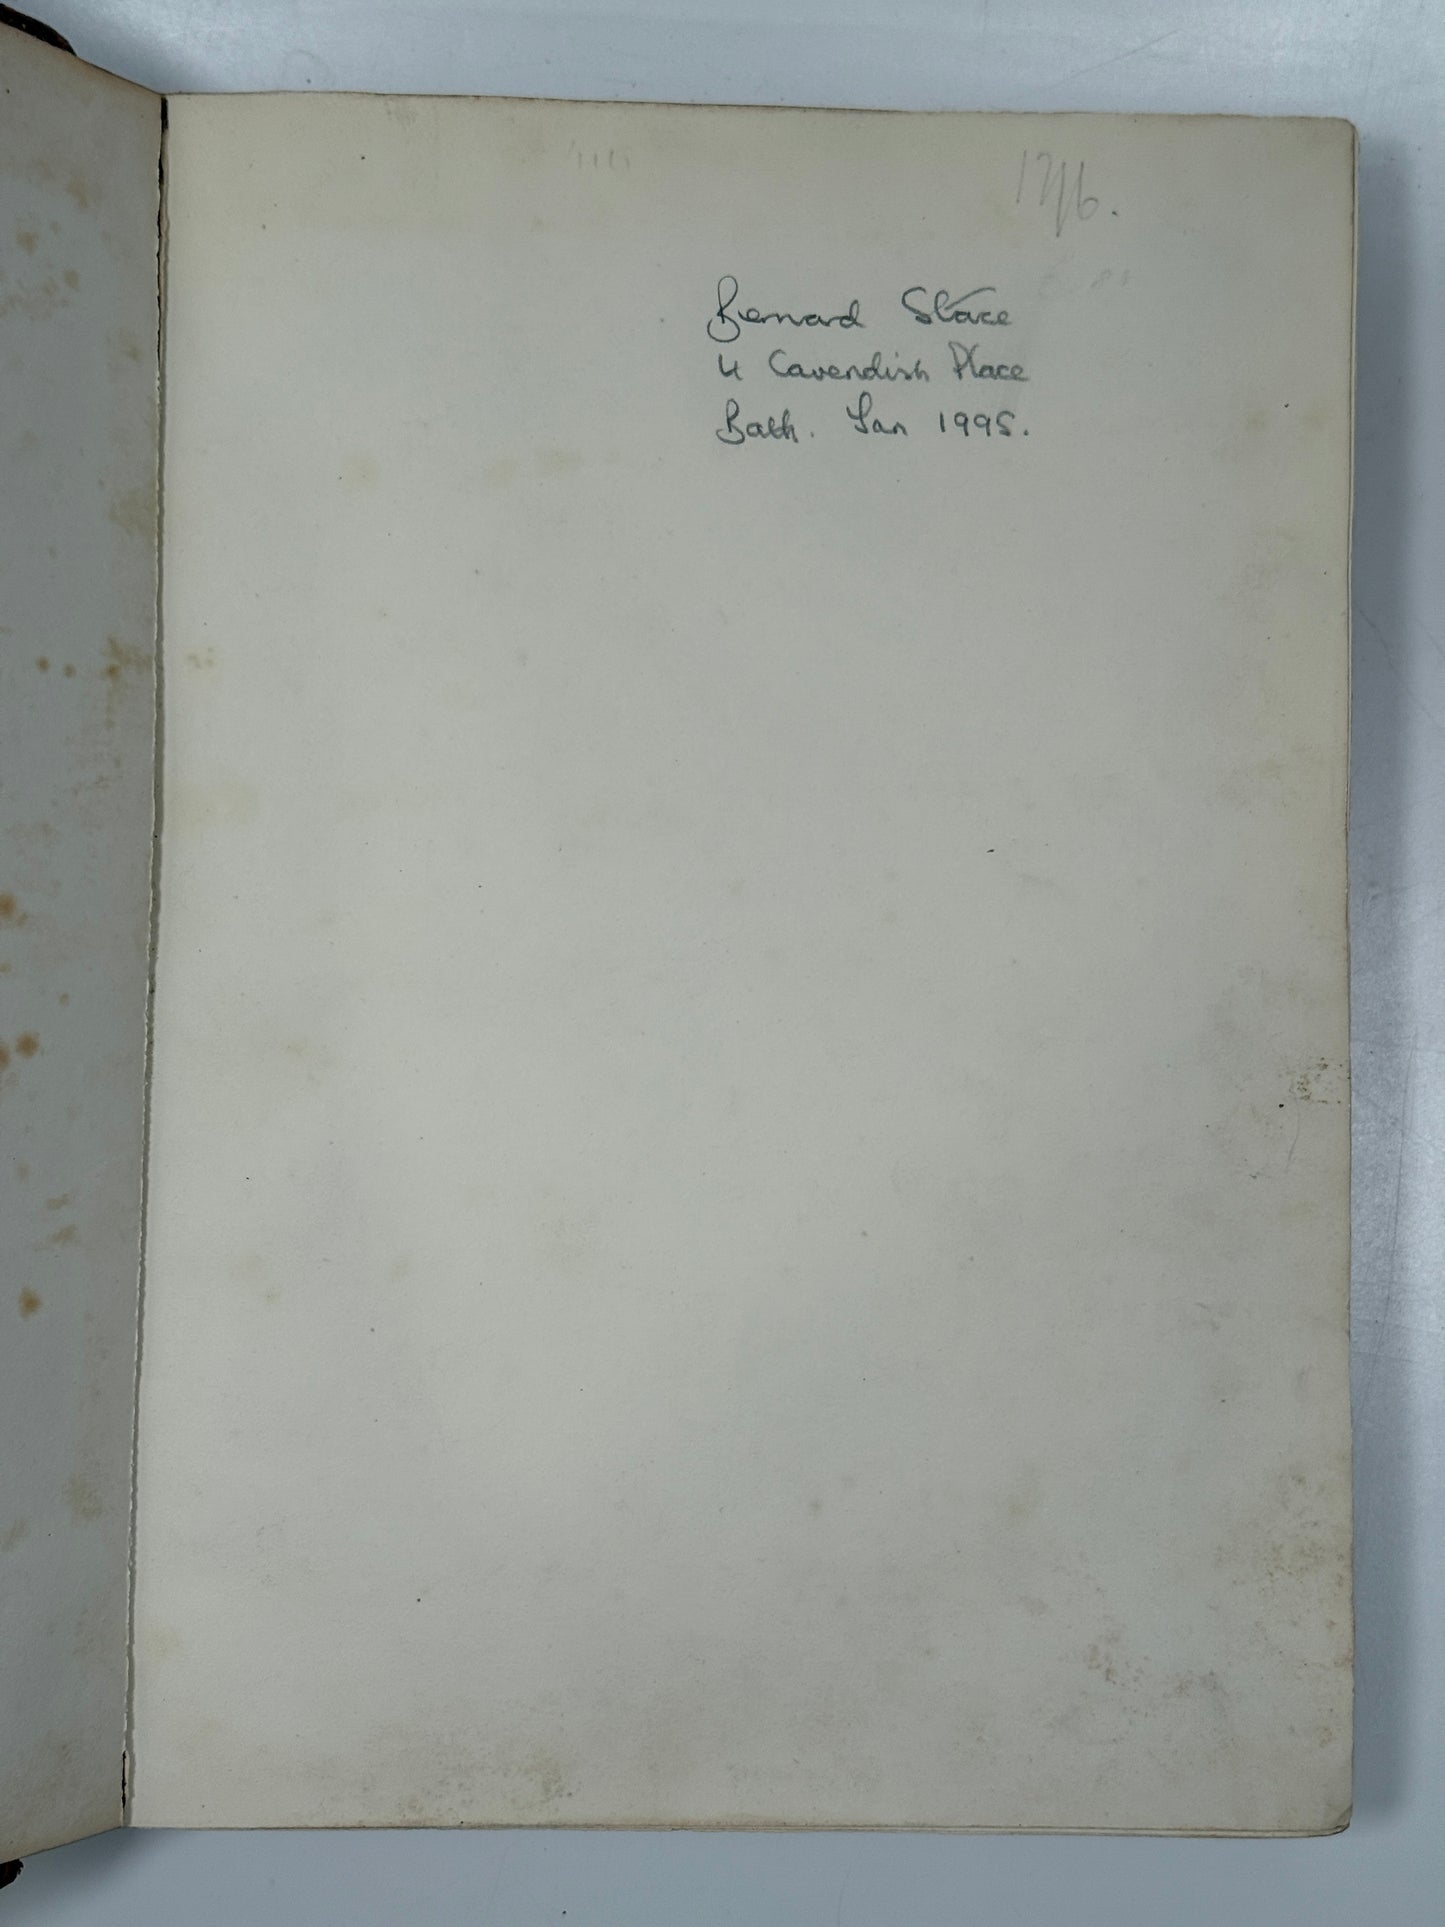 12/6.
Bernard Stace
4 Cavendish Place
Bath. Jan 1995.